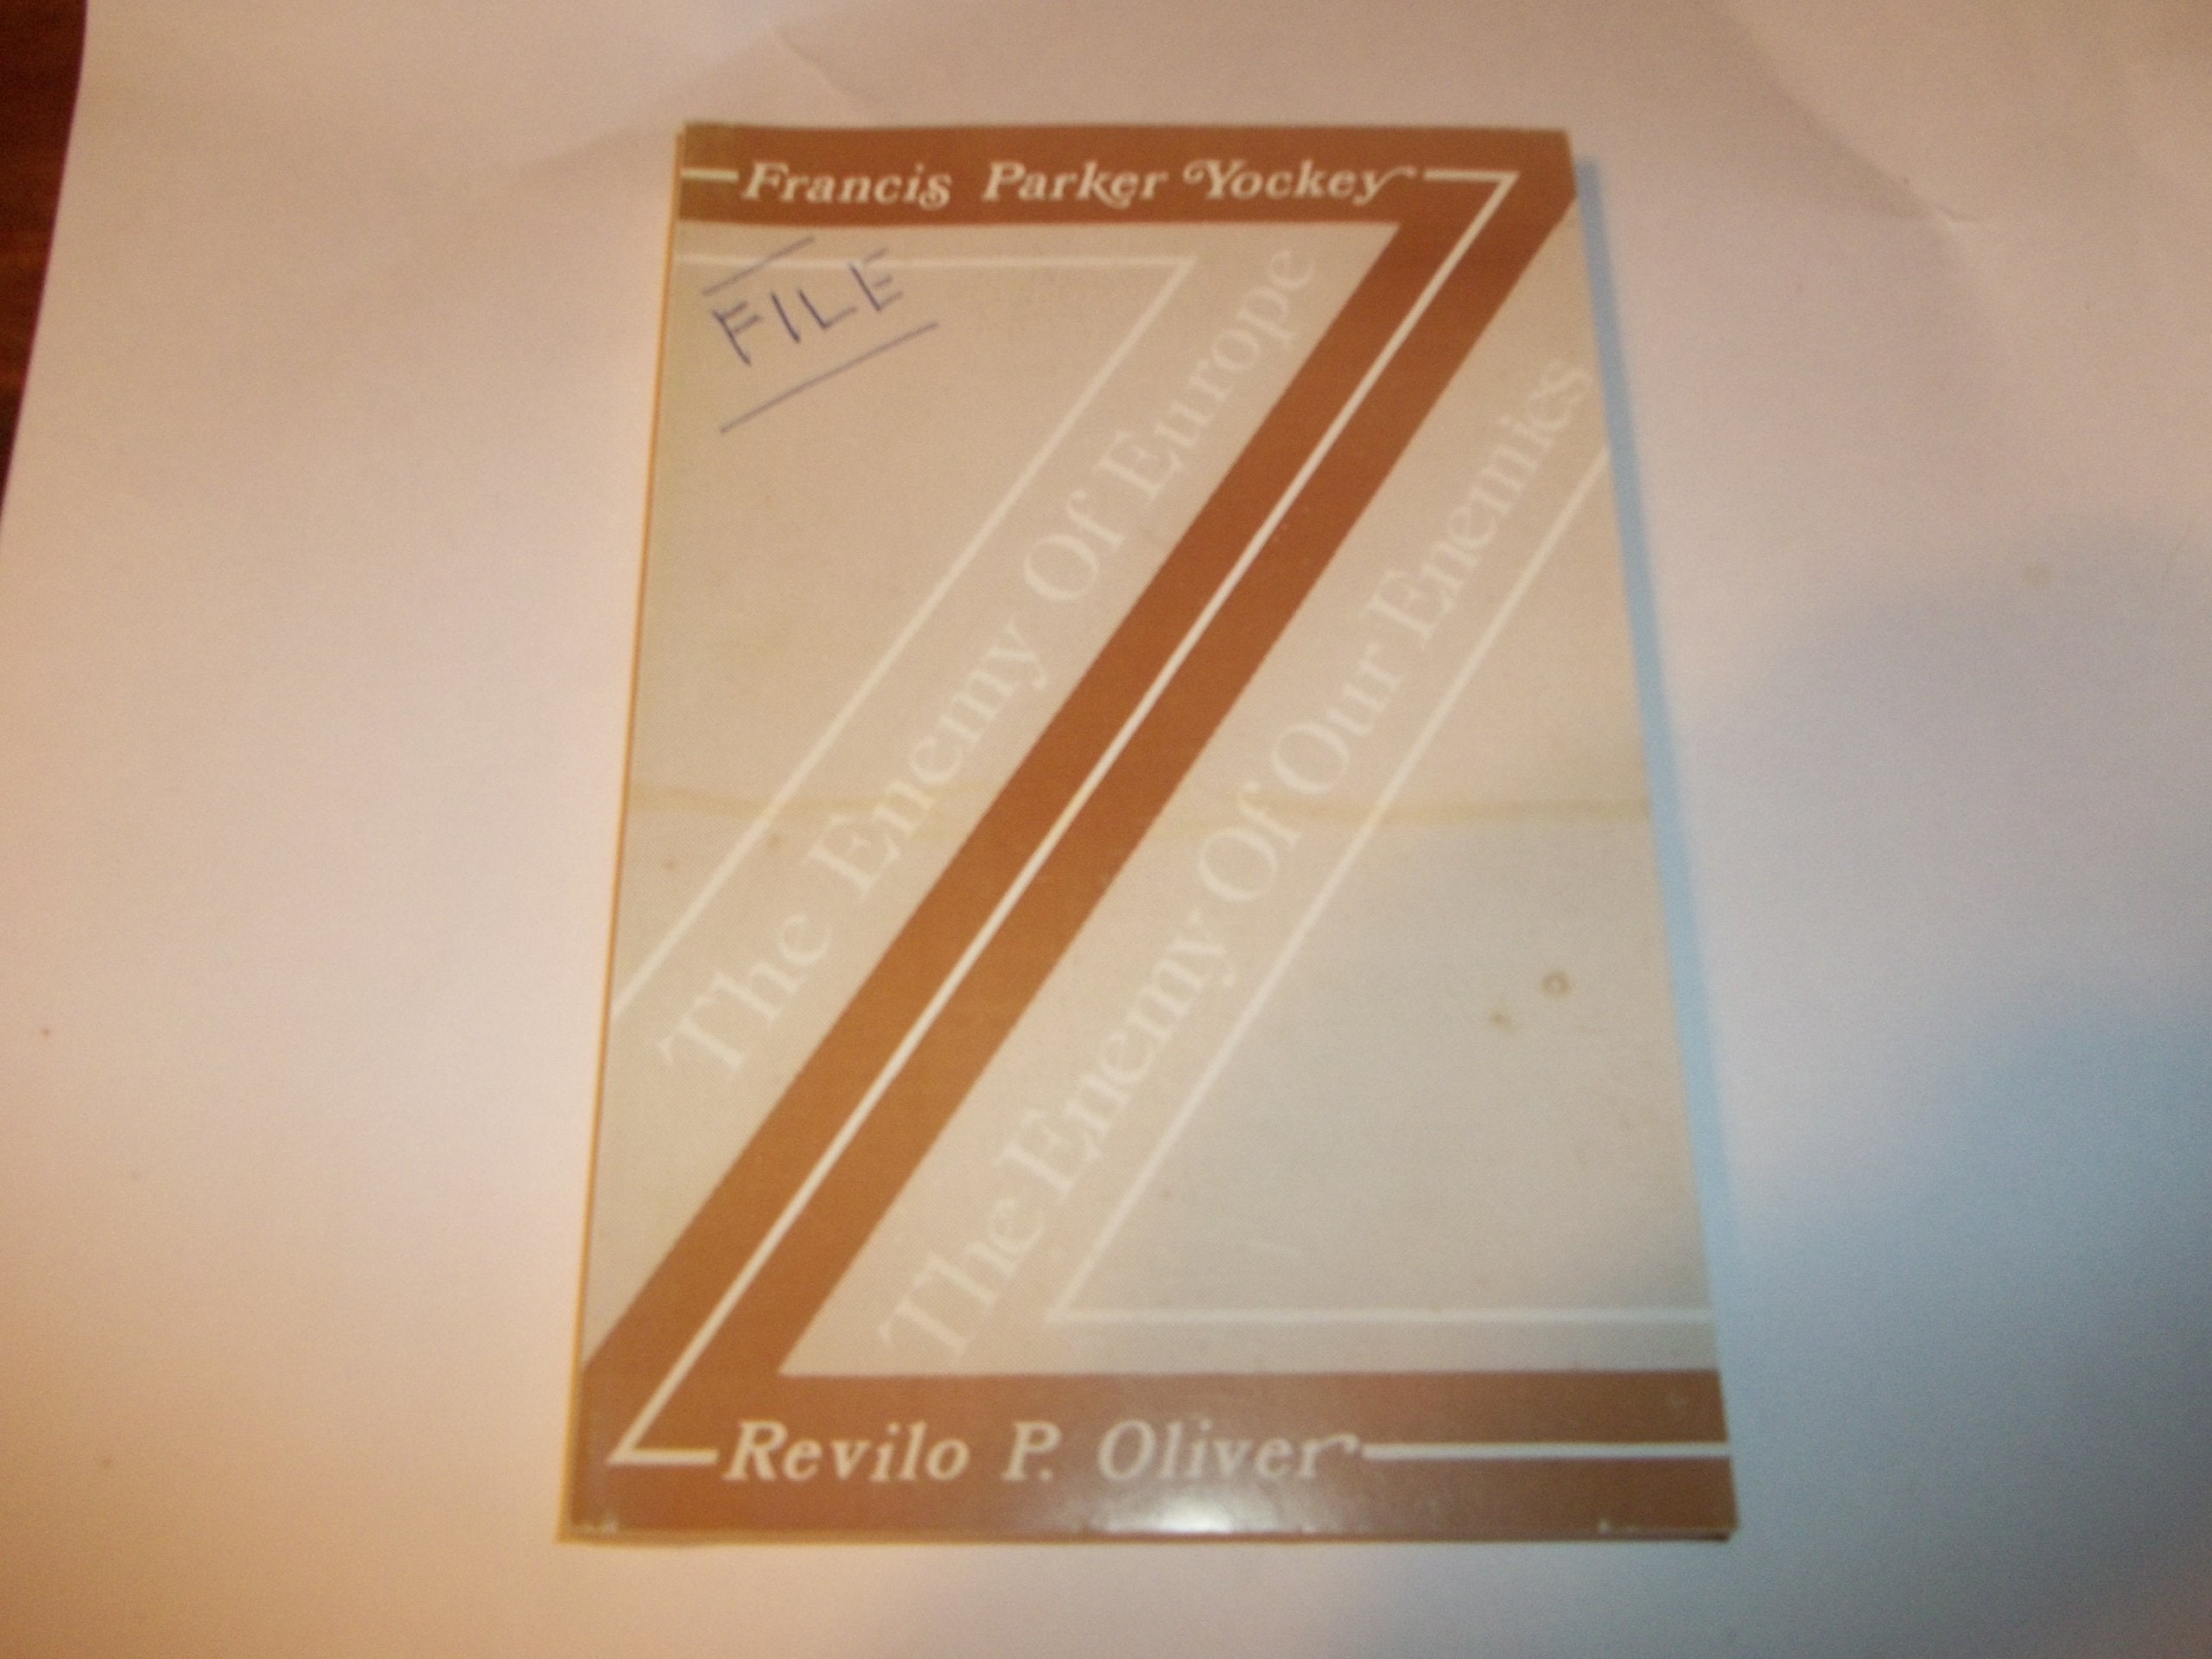 Francis Parker Yockey
FILE
The Enemy Of Europe
The Enemy Of Our Enemies
Revilo P. Oliver